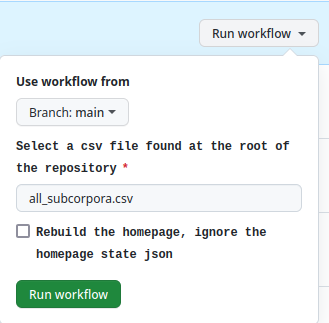 Run workflow
Use workflow from
Branch: main
Select a csv file found at the root of
the repository *
all_subcorpora.csv
Rebuild the homepage, ignore the
homepage state json
Run workflow